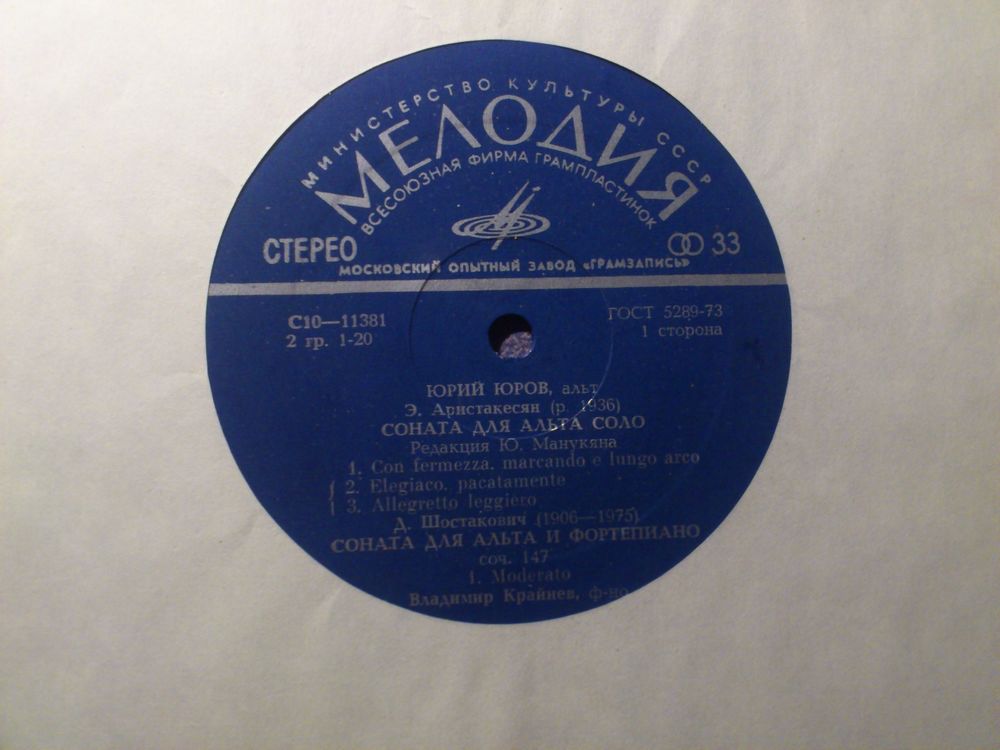 МИНИСТЕРСТВО КУЛЬТУРЫ СССР
МЕЛОДИЯ
ВСЕСОЮЗНАЯ ФИРМА ГРАМПЛАСТИНОК
СТЕРЕО
33
МОСКОВСКИЙ ОПЫТНЫЙ ЗАВОД «ГРАМЗАПИСЬ»
С10—11381
ГОСТ 5289-73
2 гр. 1-20
1 сторона
ЮРИЙ ЮРОВ, альт
Э. Аристакесян (р. 1936)
СОНАТА ДЛЯ АЛЬТА СОЛО
Редакция Ю. Манукяна
1. Con fermezza, marcando e lungo arco
2. Elegiaco, pacatamente
3. Allegretto leggiero
Д. Шостакович (1906—1975)
СОНАТА ДЛЯ АЛЬТА И ФОРТЕПИАНО
соч. 147
1. Moderato
Владимир Крайнев, ф-но